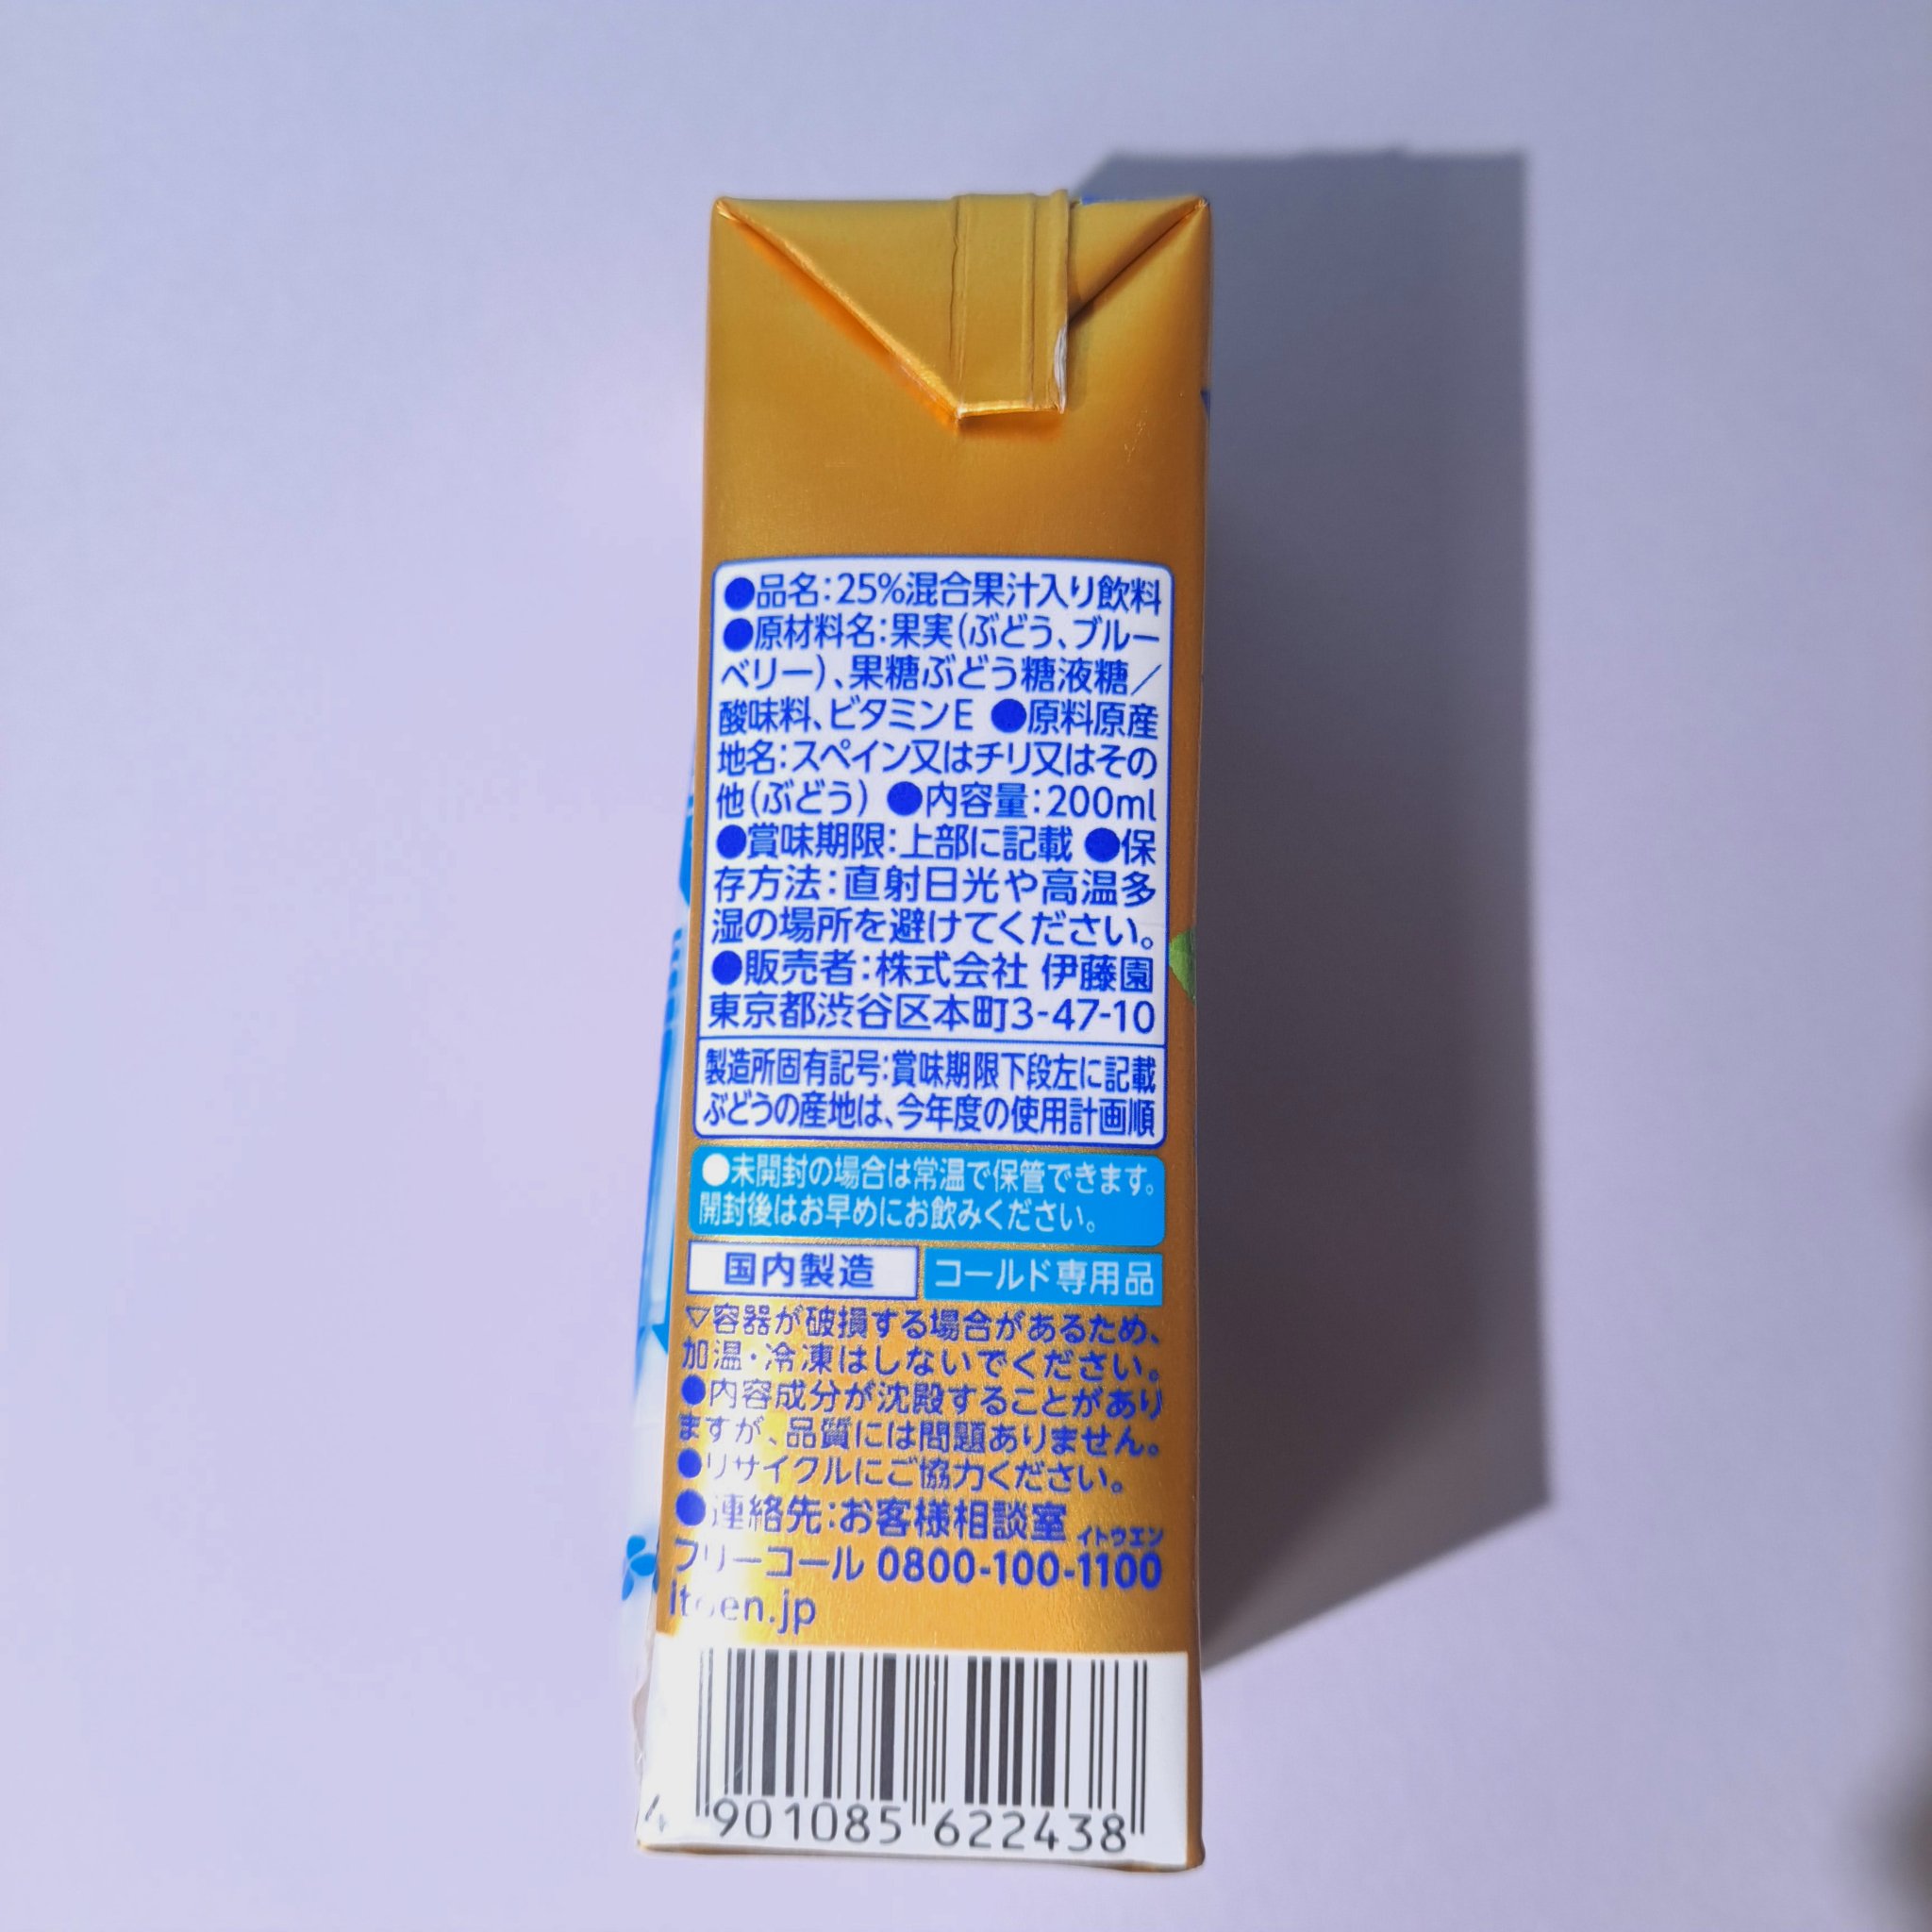 ●品名:25%混合果汁入り飲料
●原材料名:果実(ぶどう、ブルー
ベリー)、果糖ぶどう糖液糖/
酸味料、ビタミンE ●原料原産
地名:スペイン又はチリ又はその
他(ぶどう) ●内容量:200ml
●賞味期限:上部に記載 ●保
存方法:直射日光や高温多
湿の場所を避けてください。
●販売者:株式会社 伊藤園
東京都渋谷区本町3-47-10
製造所固有記号:賞味期限下段左に記載
ぶどうの産地は、今年度の使用計画順
●未開封の場合は常温で保管できます。
開封後はお早めにお飲みください。
国内製造 コールド専用品
▽容器が破損する場合があるため、
加温・冷凍はしないでください。
●内容成分が沈殿することがあり
ますが、品質には問題ありません。
●リサイクルにご協力ください。
●連絡先:お客様相談室
イトウエン
フリーコール 0800-100-1100
itoen.jp
4 901085 622438